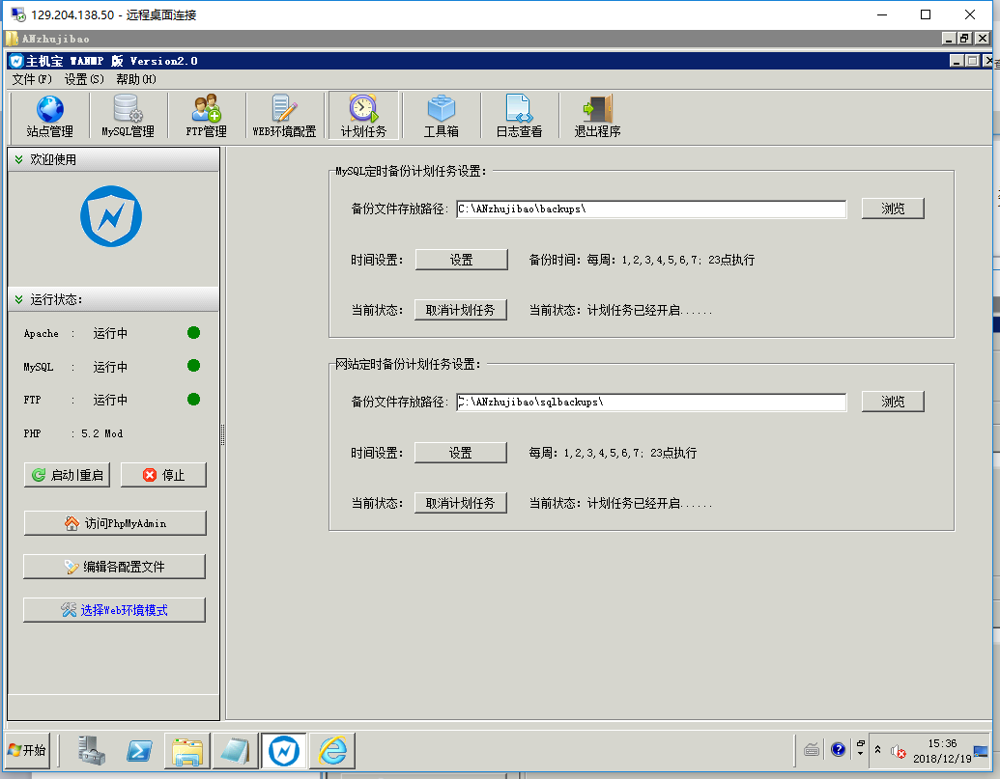 129.204.138.50 - 远程桌面连接
ANzhujibao
主机宝 WANMP 版 Version2.0
文件(F) 设置(S) 帮助(H)
站点管理 MySQL管理 FTP管理 WEB环境配置 计划任务 工具箱 日志查看 退出程序
欢迎使用
运行状态:
Apache : 运行中
MySQL : 运行中
FTP : 运行中
PHP : 5.2 Mod
启动|重启 停止
访问PhpMyAdmin
编辑各配置文件
选择Web环境模式
MySQL定时备份计划任务设置:
备份文件存放路径: C:\ANzhujibao\backups\ 浏览
时间设置: 设置 备份时间: 每周: 1,2,3,4,5,6,7; 23点执行
当前状态: 取消计划任务 当前状态: 计划任务已经开启......
网站定时备份计划任务设置:
备份文件存放路径: C:\ANzhujibao\sqlbackups\ 浏览
时间设置: 设置 每周: 1,2,3,4,5,6,7; 23点执行
当前状态: 取消计划任务 当前状态: 计划任务已经开启......
开始
15:36
2018/12/19